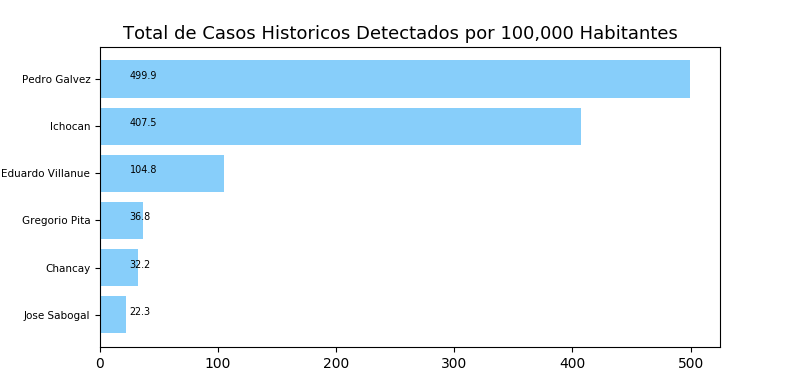 Total de Casos Historicos Detectados por 100,000 Habitantes
Pedro Galvez 499.9
Ichocan 407.5
Eduardo Villanue 104.8
Gregorio Pita 36.8
Chancay 32.2
Jose Sabogal 22.3
0 100 200 300 400 500